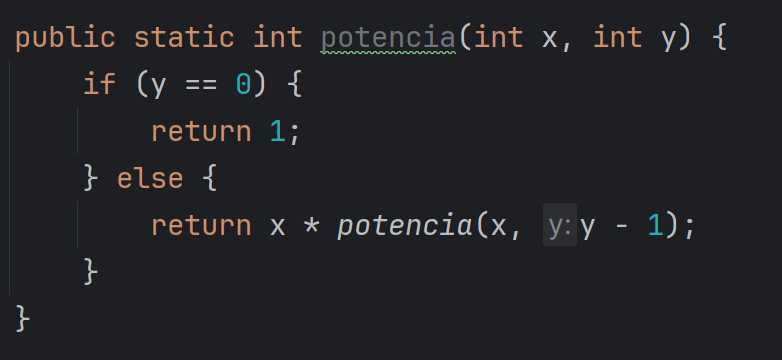 public static int potencia(int x, int y) {
    if (y == 0) {
        return 1;
    } else {
        return x * potencia(x, y: y - 1);
    }
}